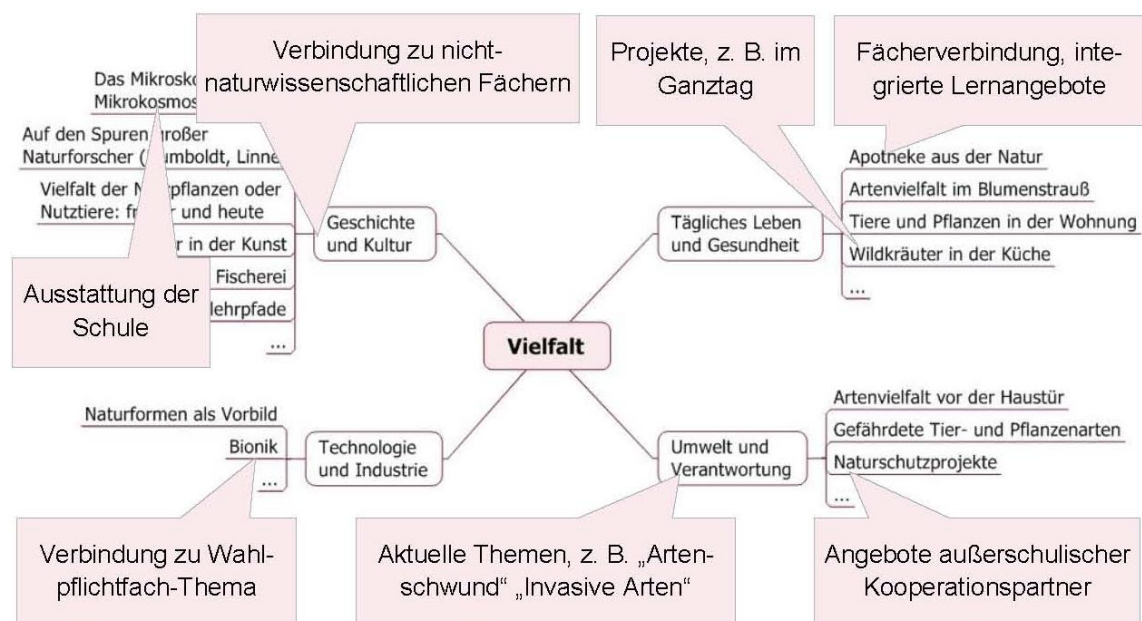 Verbindung zu nicht-
naturwissenschaftlichen Fächern
Projekte, z. B. im
Ganztag
Fächerverbindung, inte-
grierte Lernangebote
Das
Mikrokosmos
Auf den Spuren großer
Naturforscher Linne
Vielfalt der oder
Nutztiere: und heute
in der Kunst
Fischerei
lehrpfade
...
Ausstattung der
Schule
Geschichte
und Kultur
Tägliches Leben
und Gesundheit
Apotheke aus der Natur
Artenvielfalt im Blumenstrauß
Tiere und Pflanzen in der Wohnung
Wildkräuter in der Küche
...
Vielfalt
Naturformen als Vorbild
Bionik
...
Technologie
und Industrie
Umwelt und
Verantwortung
Artenvielfalt vor der Haustür
Gefährdete Tier- und Pflanzenarten
Naturschutzprojekte
...
Verbindung zu Wahl-
pflichtfach-Thema
Aktuelle Themen, z. B. „Arten-
schwund“ „Invasive Arten“
Angebote außerschulischer
Kooperationspartner